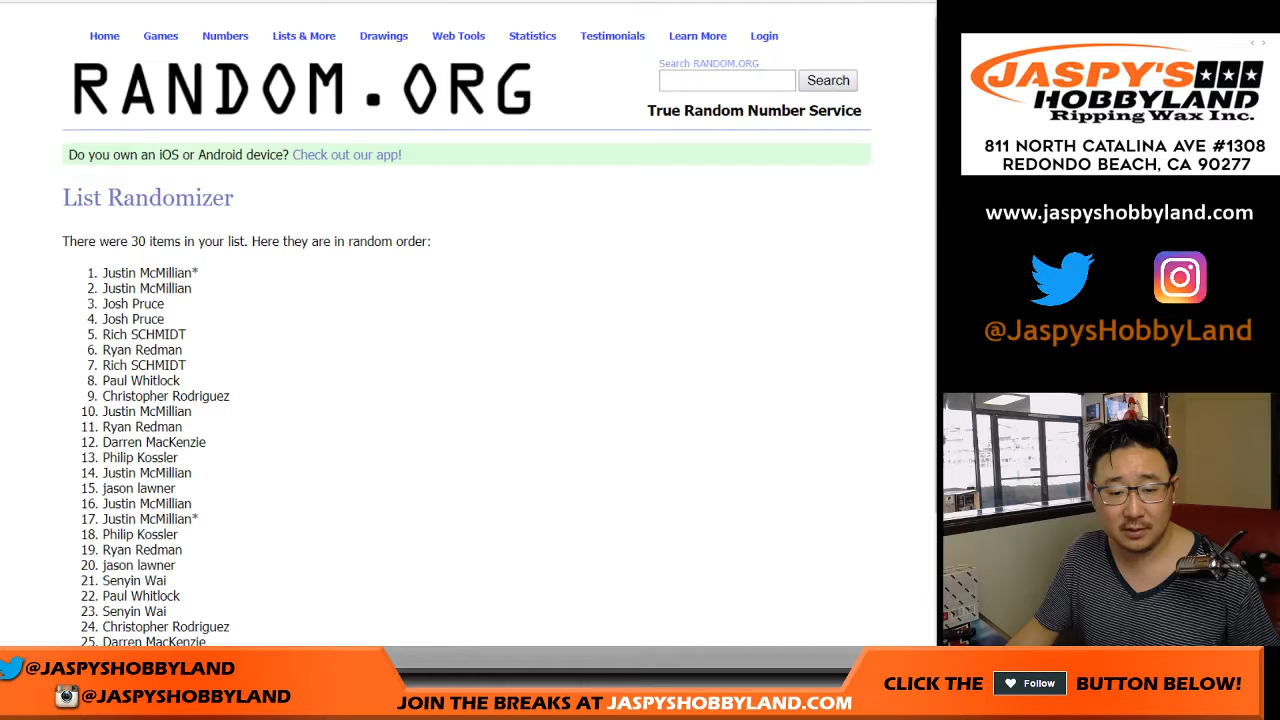 Home Games Numbers Lists & More Drawings Web Tools Statistics Testimonials Learn More Login
RANDOM.ORG
Search RANDOM.ORG
Search
True Random Number Service
Do you own an iOS or Android device? Check out our app!
List Randomizer
There were 30 items in your list. Here they are in random order:
1. Justin McMillian*
2. Justin McMillian
3. Josh Pruce
4. Josh Pruce
5. Rich SCHMIDT
6. Ryan Redman
7. Rich SCHMIDT
8. Paul Whitlock
9. Christopher Rodriguez
10. Justin McMillian
11. Ryan Redman
12. Darren MacKenzie
13. Philip Kossler
14. Justin McMillian
15. jason lawner
16. Justin McMillian
17. Justin McMillian*
18. Philip Kossler
19. Ryan Redman
20. jason lawner
21. Senyin Wai
22. Paul Whitlock
23. Senyin Wai
24. Christopher Rodriguez
25. Darren MacKenzie
JASPY'S
HOBBYLAND
Ripping Wax Inc.
811 NORTH CATALINA AVE #1308
REDONDO BEACH, CA 90277
www.jaspyshobbyland.com
@JaspysHobbyLand
@JASPYSHOBBYLAND
@JASPYSHOBBYLAND
JOIN THE BREAKS AT JASPYSHOBBYLAND.COM
CLICK THE Follow BUTTON BELOW!